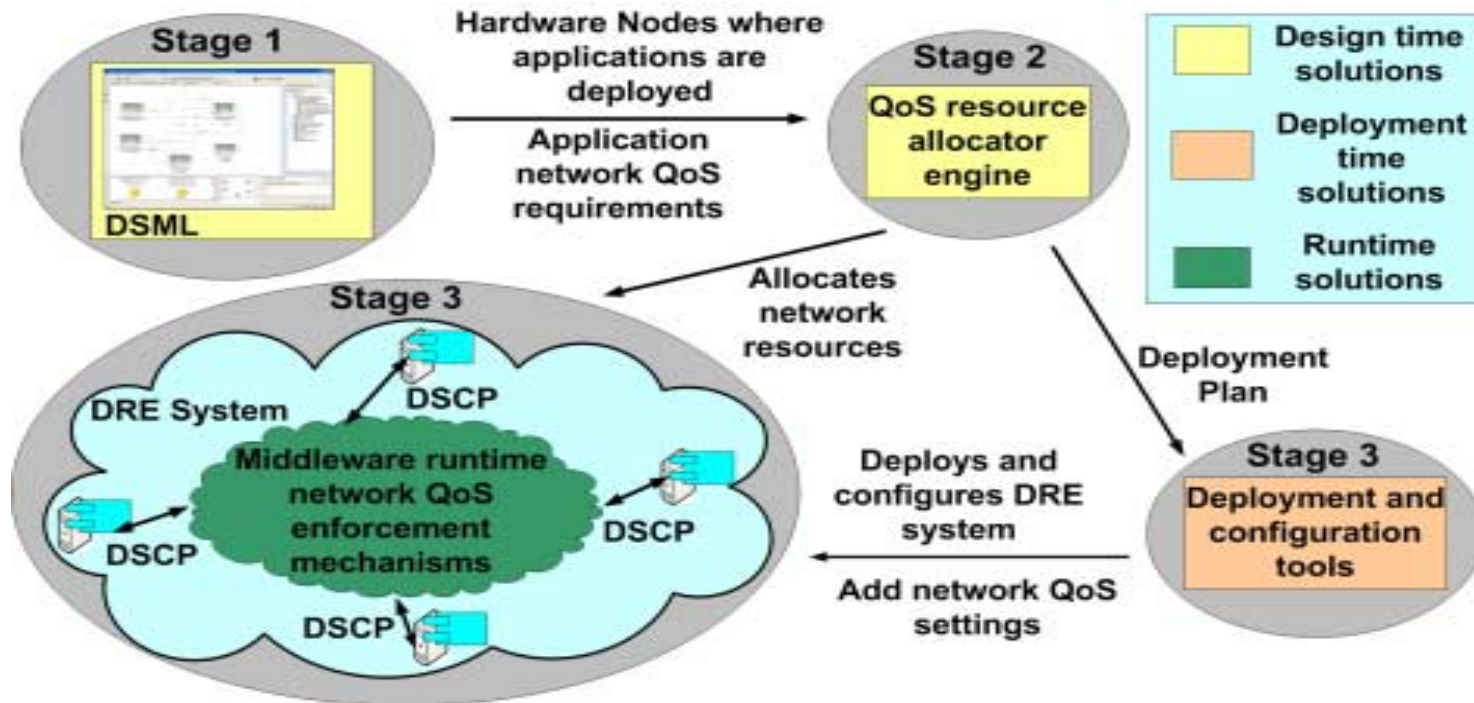 Stage 1
DSML
Hardware Nodes where
applications are
deployed
Application
network QoS
requirements
Stage 2
QoS resource
allocator
engine
Design time
solutions
Deployment
time
solutions
Runtime
solutions
Allocates
network
resources
Deployment
Plan
Stage 3
DRE System
DSCP
Middleware runtime
network QoS
enforcement
mechanisms
DSCP
DSCP
DSCP
Deploys and
configures DRE
system
Add network QoS
settings
Stage 3
Deployment and
configuration
tools